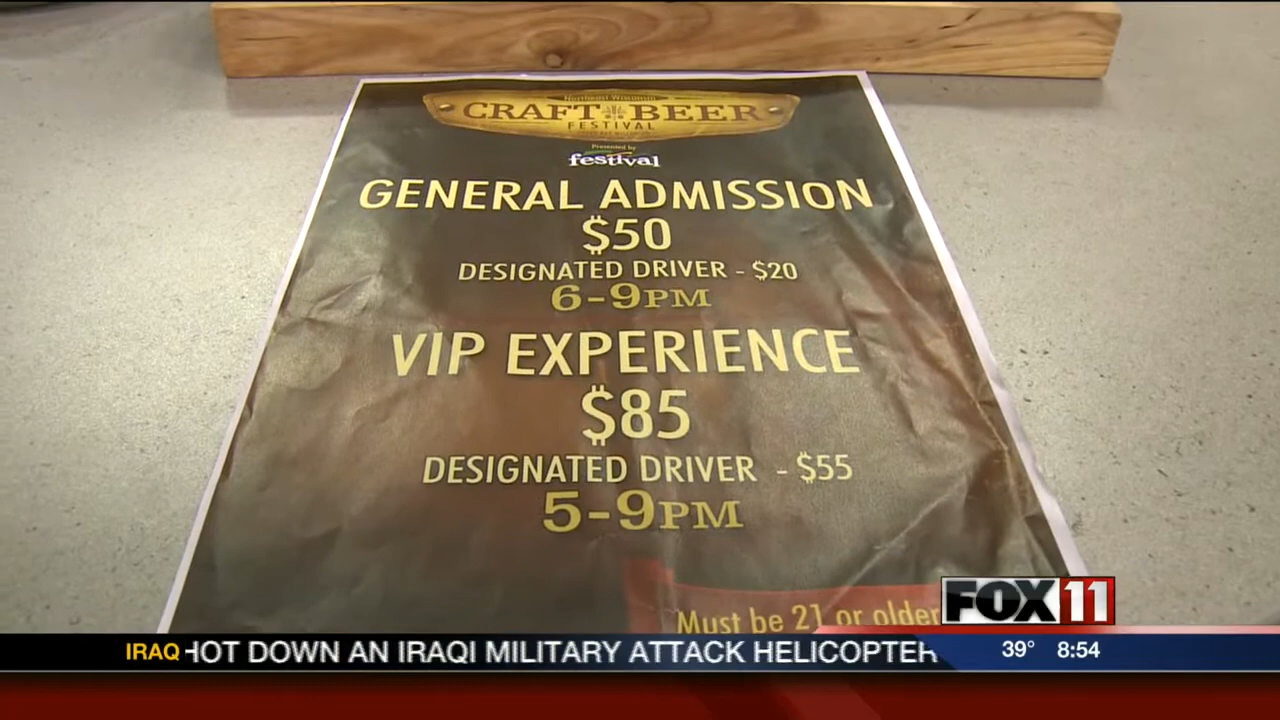 Northeast Wisconsin
CRAFT BEER
FESTIVAL
Presented by
festival
GENERAL ADMISSION
$50
DESIGNATED DRIVER - $20
6-9PM
VIP EXPERIENCE
$85
DESIGNATED DRIVER - $55
5-9PM
Must be 21 or older
FOX 11
IRAQ HOT DOWN AN IRAQI MILITARY ATTACK HELICOPTER 39° 8:54